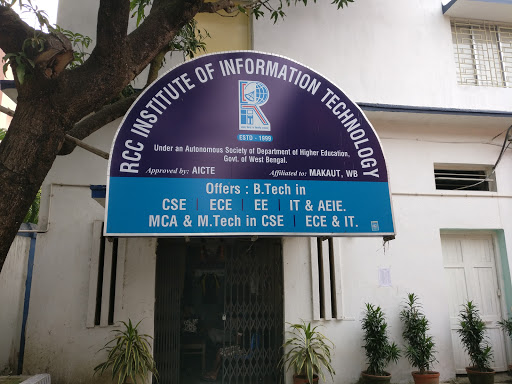 RCC INSTITUTE OF INFORMATION TECHNOLOGY
R
ESTD - 1999
Under an Autonomous Society of Department of Higher Education,
Govt. of West Bengal.
Approved by: AICTE Affiliated to: MAKAUT, WB
Offers : B.Tech in
CSE | ECE | EE | IT & AEIE.
MCA & M.Tech in CSE | ECE & IT.